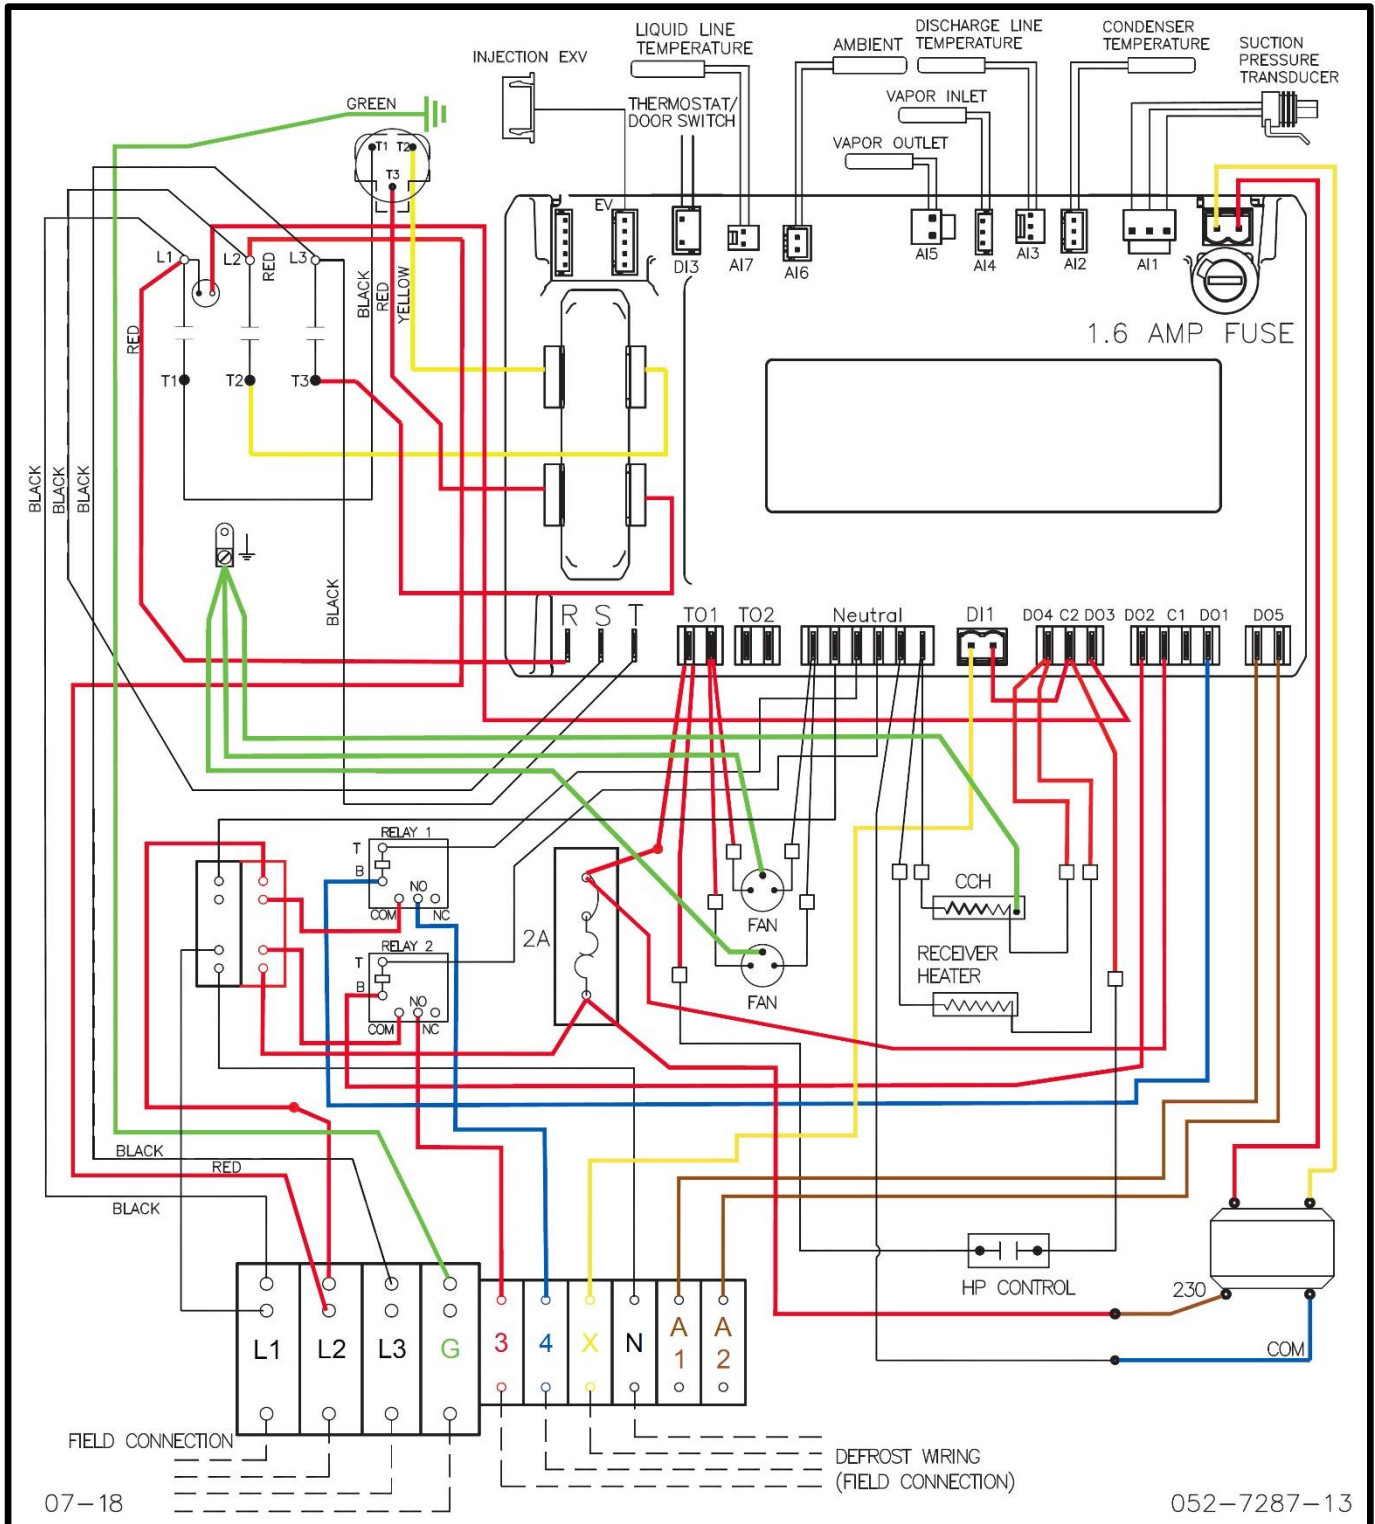 LIQUID LINE
TEMPERATURE
INJECTION EXV
THERMOSTAT/
DOOR SWITCH
AMBIENT
DISCHARGE LINE
TEMPERATURE
VAPOR INLET
VAPOR OUTLET
CONDENSER
TEMPERATURE
SUCTION
PRESSURE
TRANSDUCER
GREEN
T1
T2
T3
EV
DI3
AI7
AI6
AI5
AI4
AI3
AI2
AI1
L1
L2
RED
L3
BLACK
RED
YELLOW
RED
1.6 AMP FUSE
T1
T2
T3
BLACK
BLACK
BLACK
BLACK
R S T
TO1
TO2
Neutral
DI1
DO4 C2 DO3
DO2 C1 DO1
DO5
RELAY 1
T
B
NO
COM
NC
RELAY 2
T
B
NO
COM
NC
2A
FAN
FAN
CCH
RECEIVER
HEATER
BLACK
RED
BLACK
HP CONTROL
230
COM
L1
L2
L3
G
3
4
X
N
A
1
A
2
FIELD CONNECTION
DEFROST WIRING
(FIELD CONNECTION)
07-18
052-7287-13